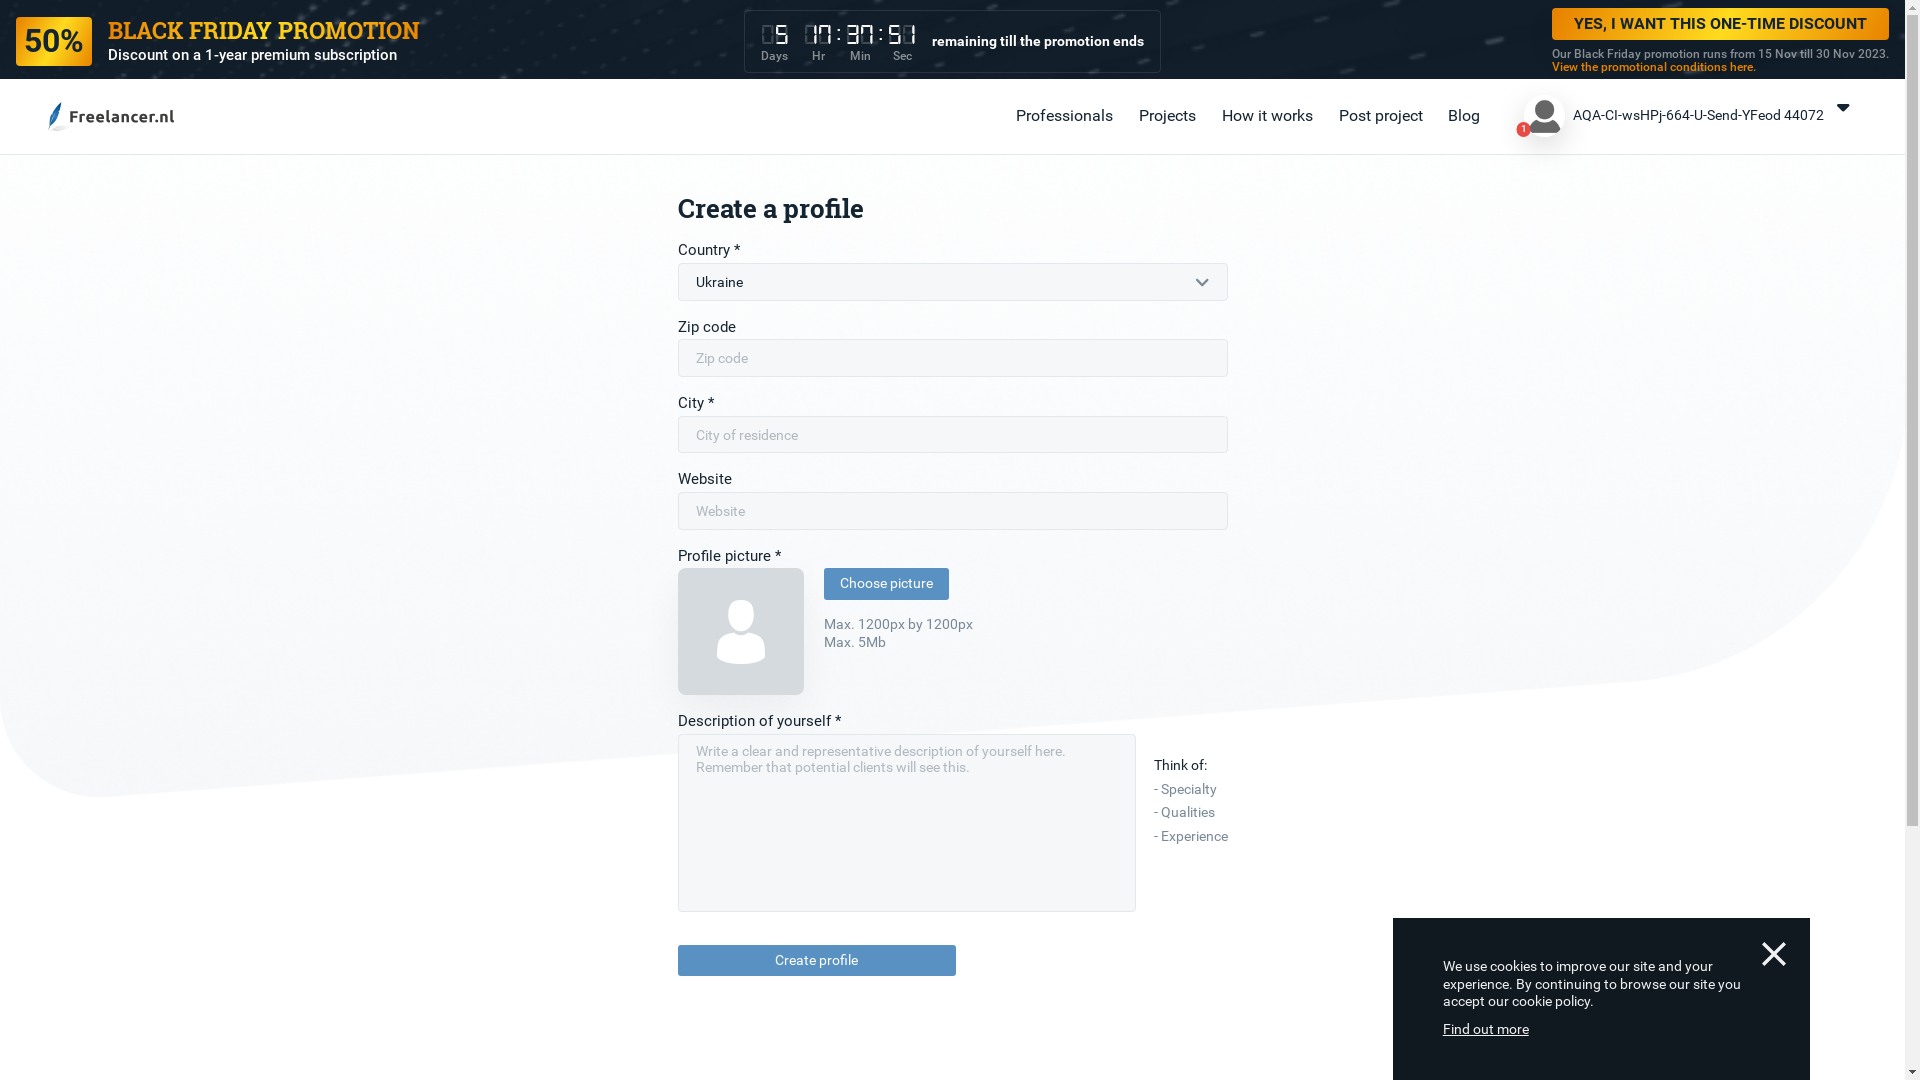 50%
BLACK FRIDAY PROMOTION
Discount on a 1-year premium subscription
5 17:37:51
Days Hr Min Sec
remaining till the promotion ends
YES, I WANT THIS ONE-TIME DISCOUNT
Our Black Friday promotion runs from 15 Nov till 30 Nov 2023.
View the promotional conditions here.
Freelancer.nl
Professionals
Projects
How it works
Post project
Blog
1
AQA-CI-wsHPj-664-U-Send-YFeod 44072
Create a profile
Country *
Ukraine
Zip code
Zip code
City *
City of residence
Website
Website
Profile picture *
Choose picture
Max. 1200px by 1200px
Max. 5Mb
Description of yourself *
Write a clear and representative description of yourself here.
Remember that potential clients will see this.
Think of:
- Specialty
- Qualities
- Experience
Create profile
We use cookies to improve our site and your
experience. By continuing to browse our site you
accept our cookie policy.
Find out more